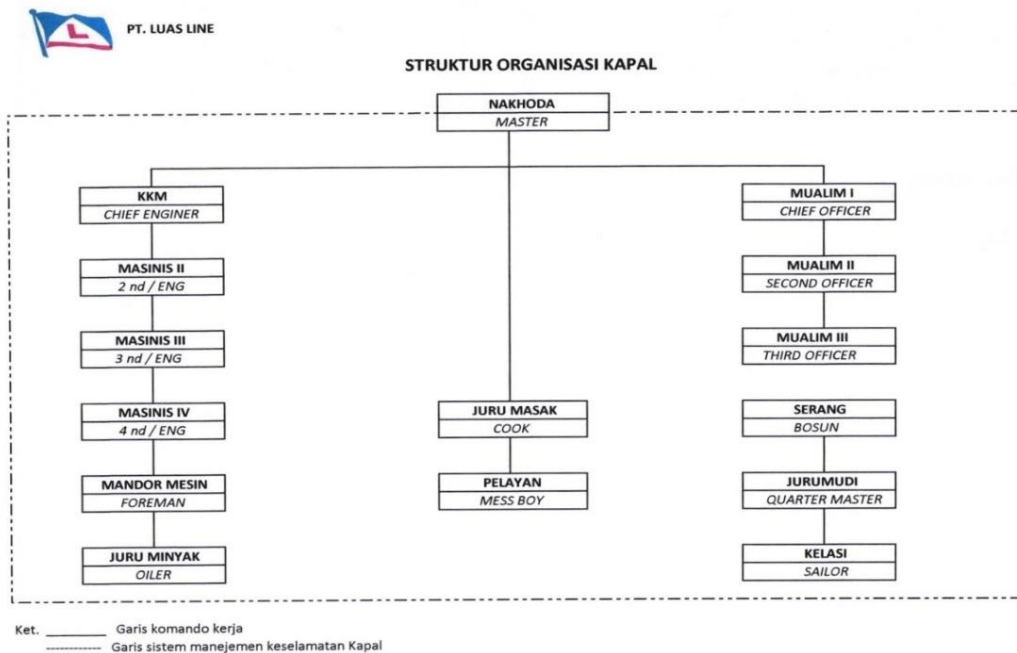 L
PT. LUAS LINE
STRUKTUR ORGANISASI KAPAL
NAKHODA
MASTER
KKM
CHIEF ENGINER
MASINIS II
2 nd / ENG
MASINIS III
3 nd / ENG
MASINIS IV
4 nd / ENG
MANDOR MESIN
FOREMAN
JURU MINYAK
OILER
JURU MASAK
COOK
PELAYAN
MESS BOY
MUALIM I
CHIEF OFFICER
MUALIM II
SECOND OFFICER
MUALIM III
THIRD OFFICER
SERANG
BOSUN
JURUMUDI
QUARTER MASTER
KELASI
SAILOR
Ket. Garis komando kerja
Garis sistem manejemen keselamatan Kapal